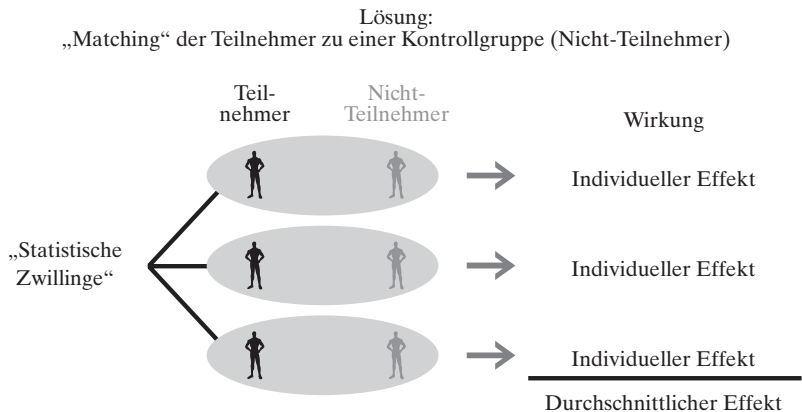 Lösung:
„Matching“ der Teilnehmer zu einer Kontrollgruppe (Nicht-Teilnehmer)
Teil-
nehmer
Nicht-
Teilnehmer
Wirkung
Individueller Effekt
„Statistische
Zwillinge“
Individueller Effekt
Individueller Effekt
Durchschnittlicher Effekt